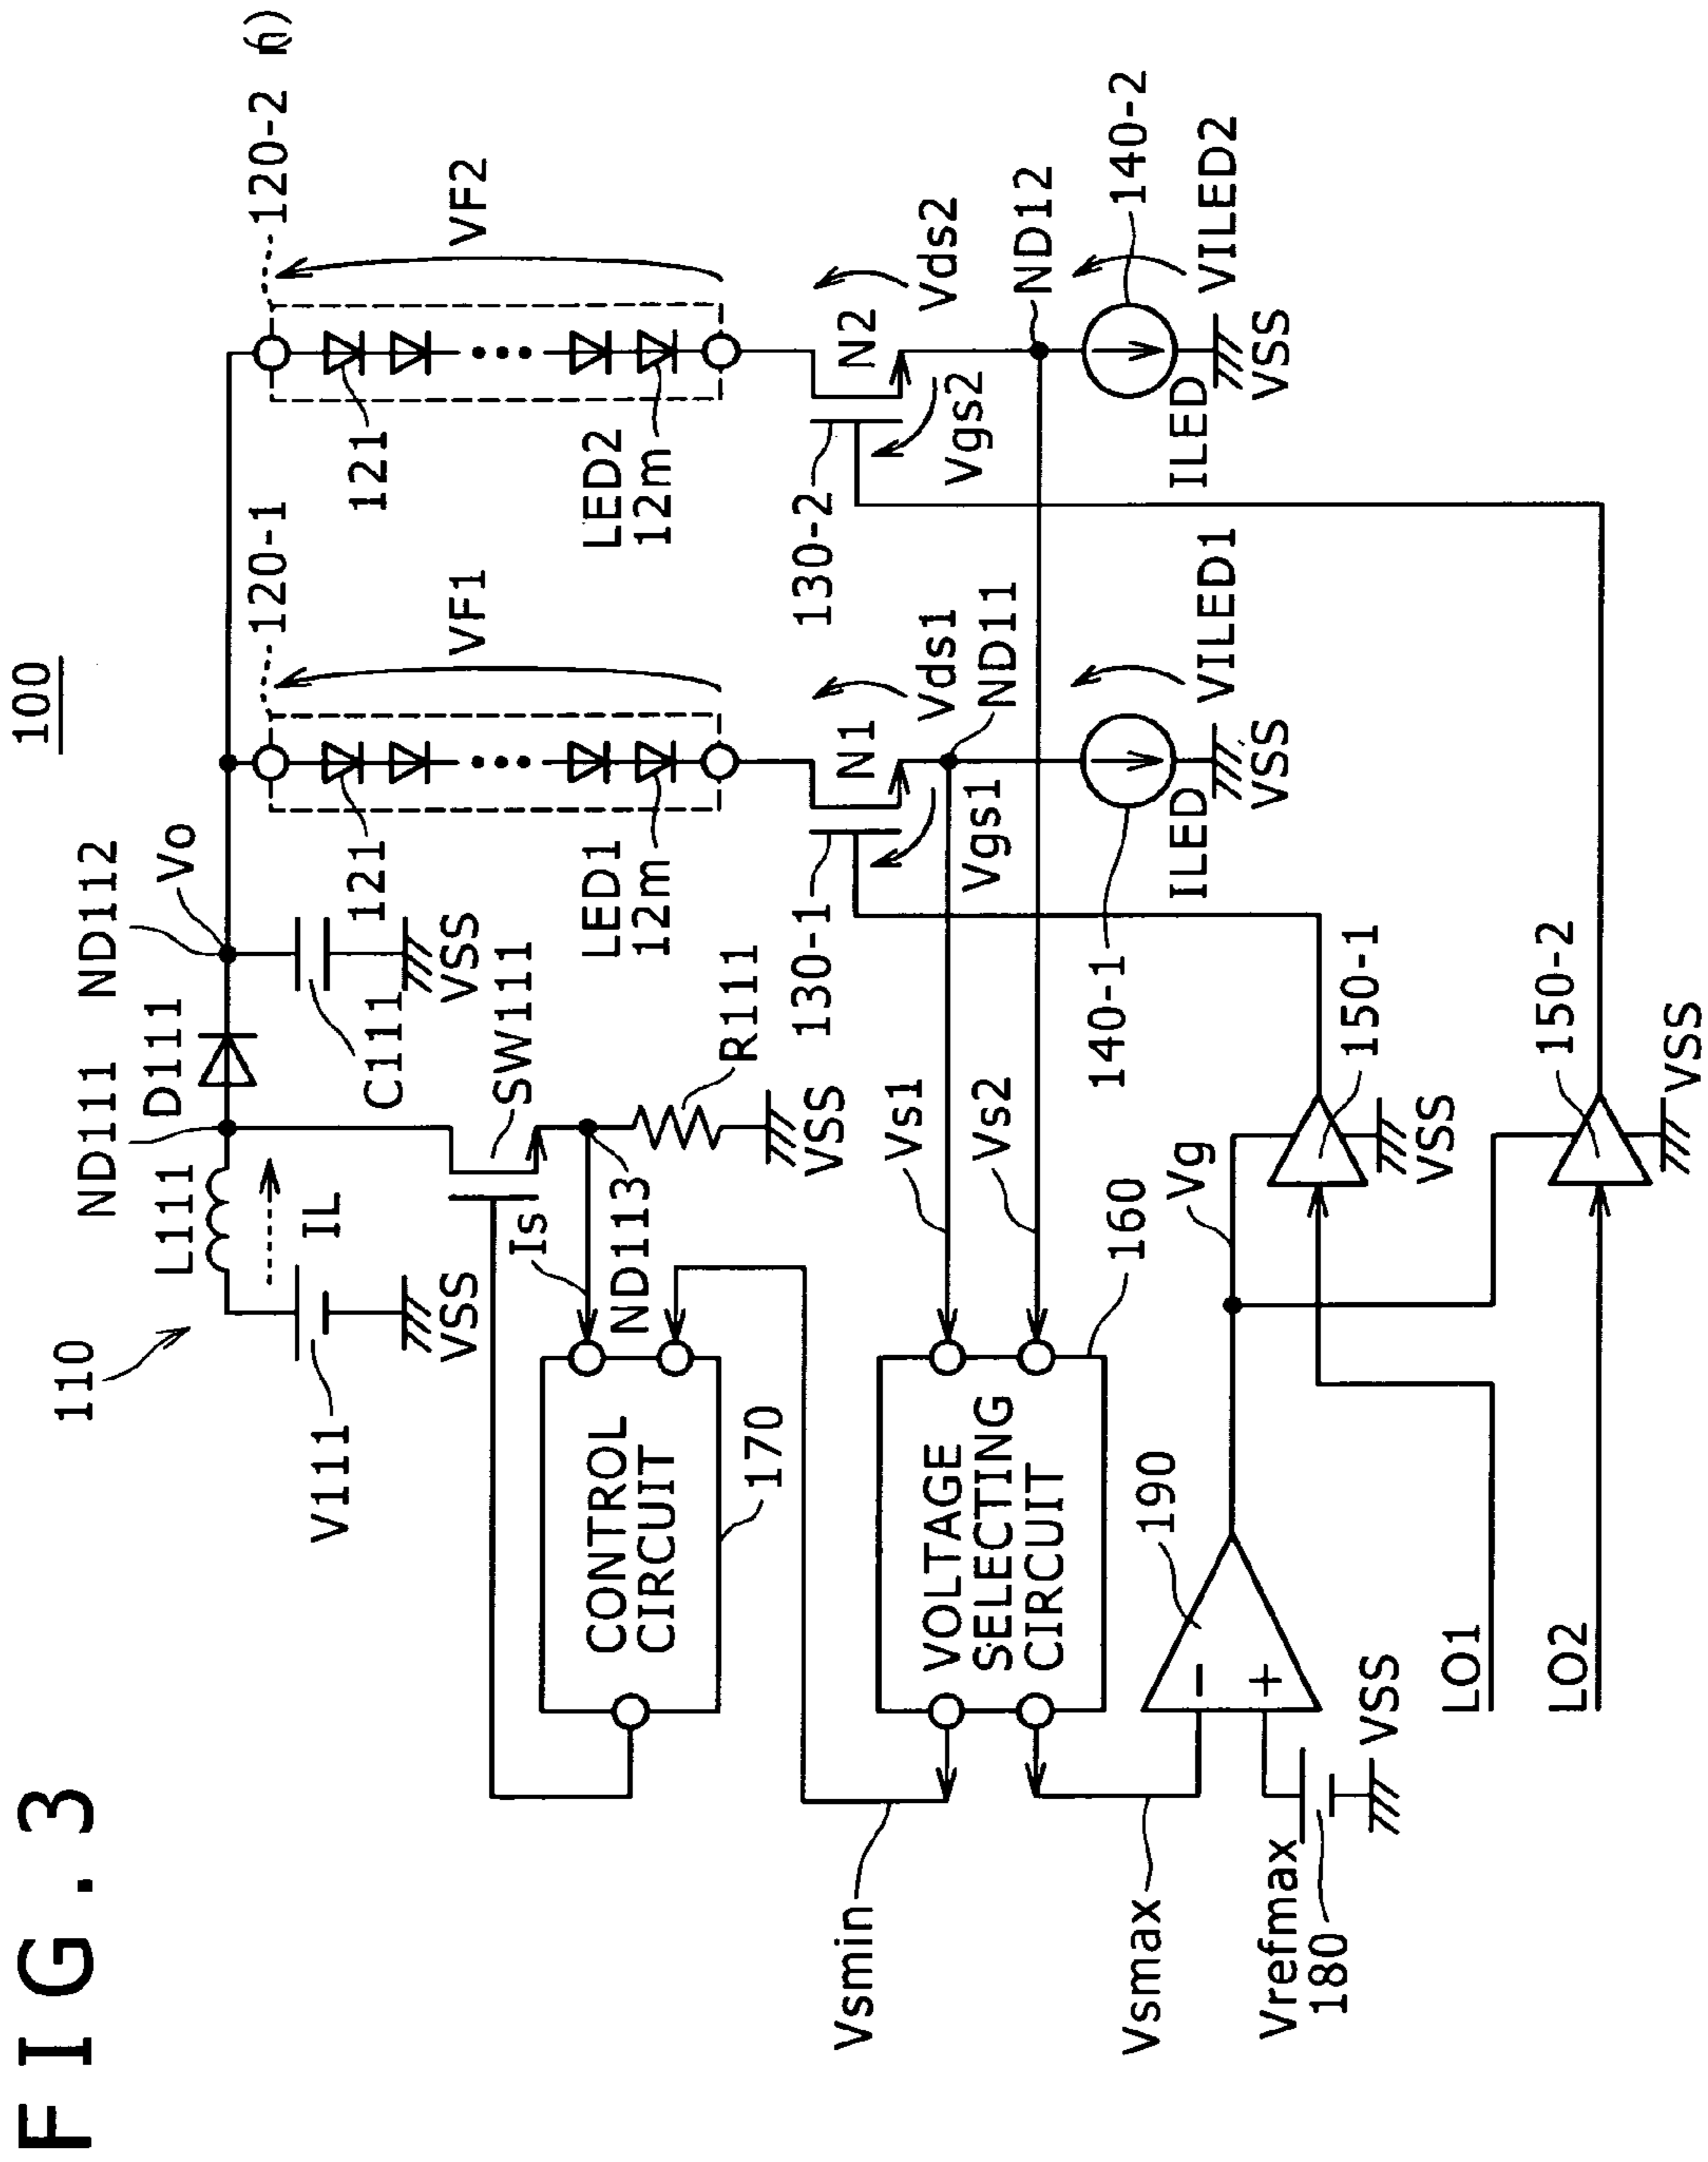 FIG. 3
100
110
ND111
ND112
Vo
120-1
120-2 (n)
L111
D111
IL
V111
VSS
C111
VSS
121
VF1
121
VF2
SW111
LED1
12m
LED2
12m
Is
ND113
R111
VSS
CONTROL
CIRCUIT
170
130-1
N1
Vds1
Vgs1
ND11
130-2
N2
Vds2
Vgs2
ND12
Vs1
Vs2
VOLTAGE
SELECTING
CIRCUIT
160
Vsmin
Vsmax
140-1
ILED
VILED1
VSS
140-2
ILED
VILED2
VSS
190
−
+
Vg
Vrefmax
180
VSS
150-1
VSS
150-2
VSS
LO1
LO2